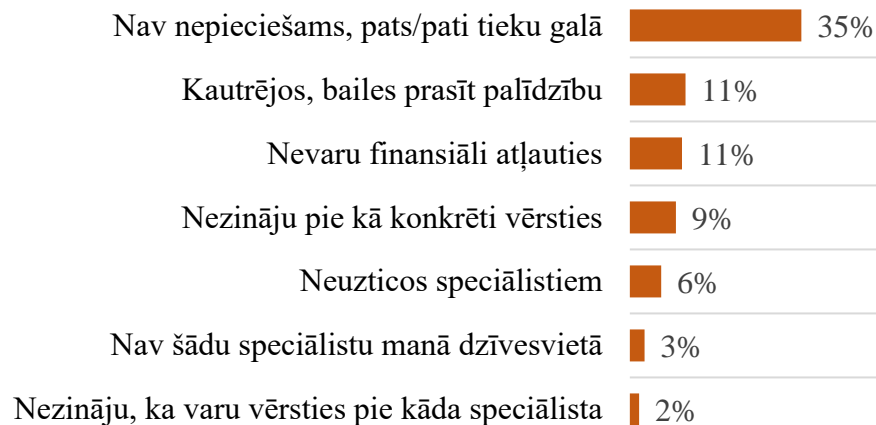 Nav nepieciešams, pats/pati tieku galā 35%
Kautrējos, bailes prasīt palīdzību 11%
Nevaru finansiāli atļauties 11%
Nezināju pie kā konkrēti vērsties 9%
Neuzticos speciālistiem 6%
Nav šādu speciālistu manā dzīvesvietā 3%
Nezināju, ka varu vērsties pie kāda speciālista 2%